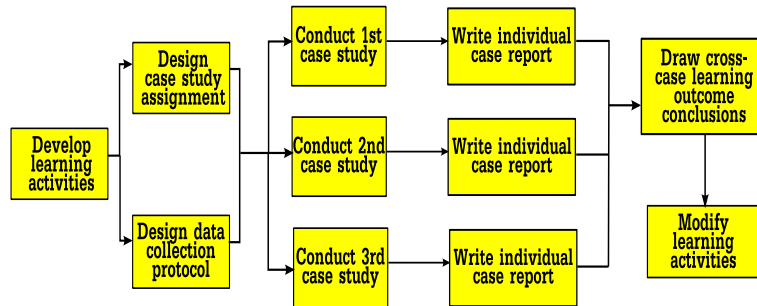 Develop
learning
activities
Design
case study
assignment
Design data
collection
protocol
Conduct 1st
case study
Conduct 2nd
case study
Conduct 3rd
case study
Write individual
case report
Write individual
case report
Write individual
case report
Draw cross-
case learning
outcome
conclusions
Modify
learning
activities